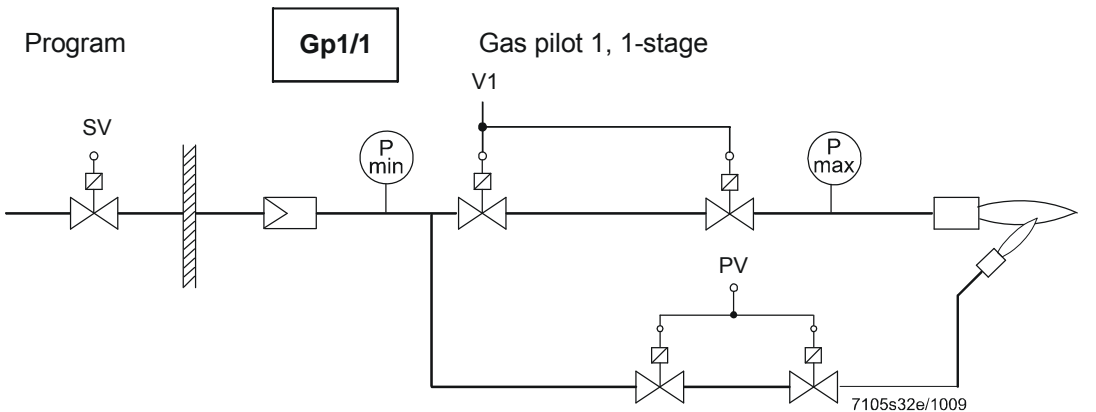 Program
Gp1/1
Gas pilot 1, 1-stage
V1
SV
P
min
P
max
PV
7105s32e/1009